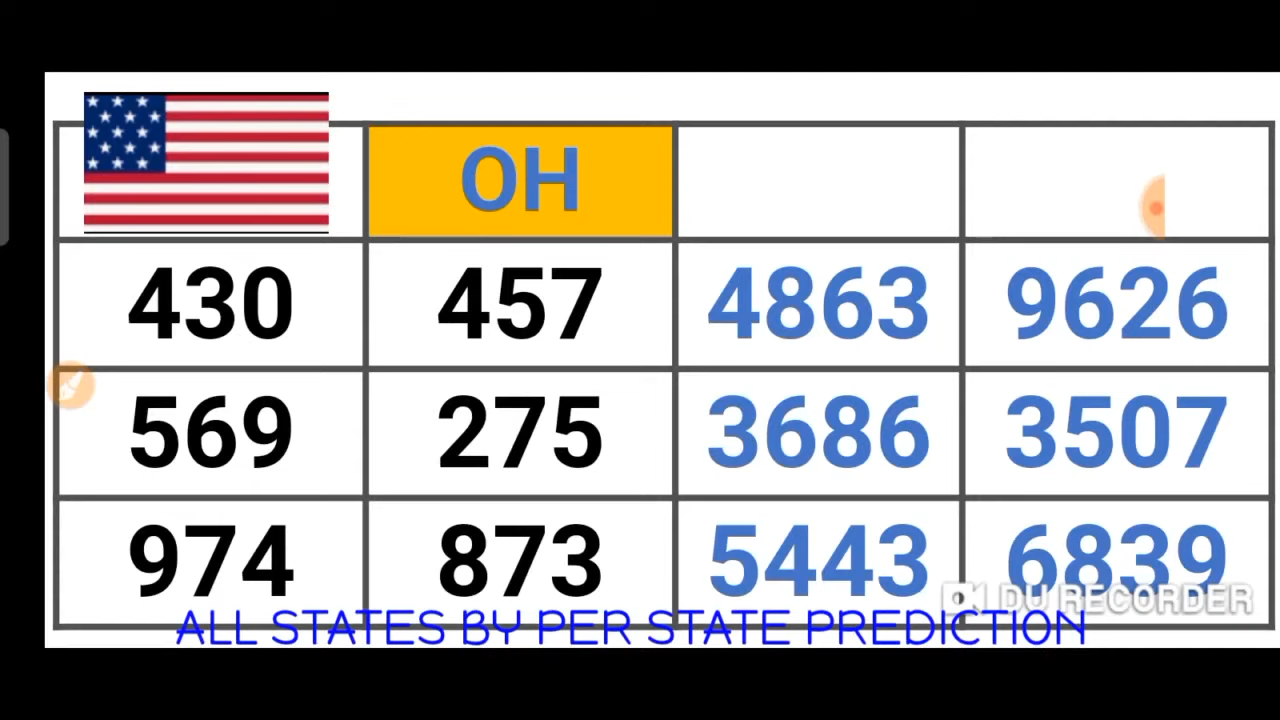 OH
430 457 4863 9626
569 275 3686 3507
974 873 5443 6839
DU RECORDER
ALL STATES BY PER STATE PREDICTION